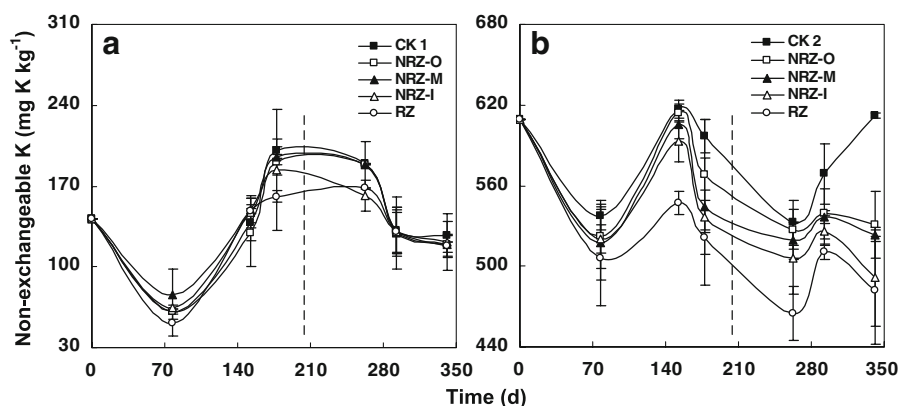 Non-exchangeable K (mg K kg⁻¹)
310
240
170
100
30
a
CK 1
NRZ-O
NRZ-M
NRZ-I
RZ
0
70
140
210
280
340
680
620
560
500
440
b
CK 2
NRZ-O
NRZ-M
NRZ-I
RZ
0
70
140
210
280
350
Time (d)